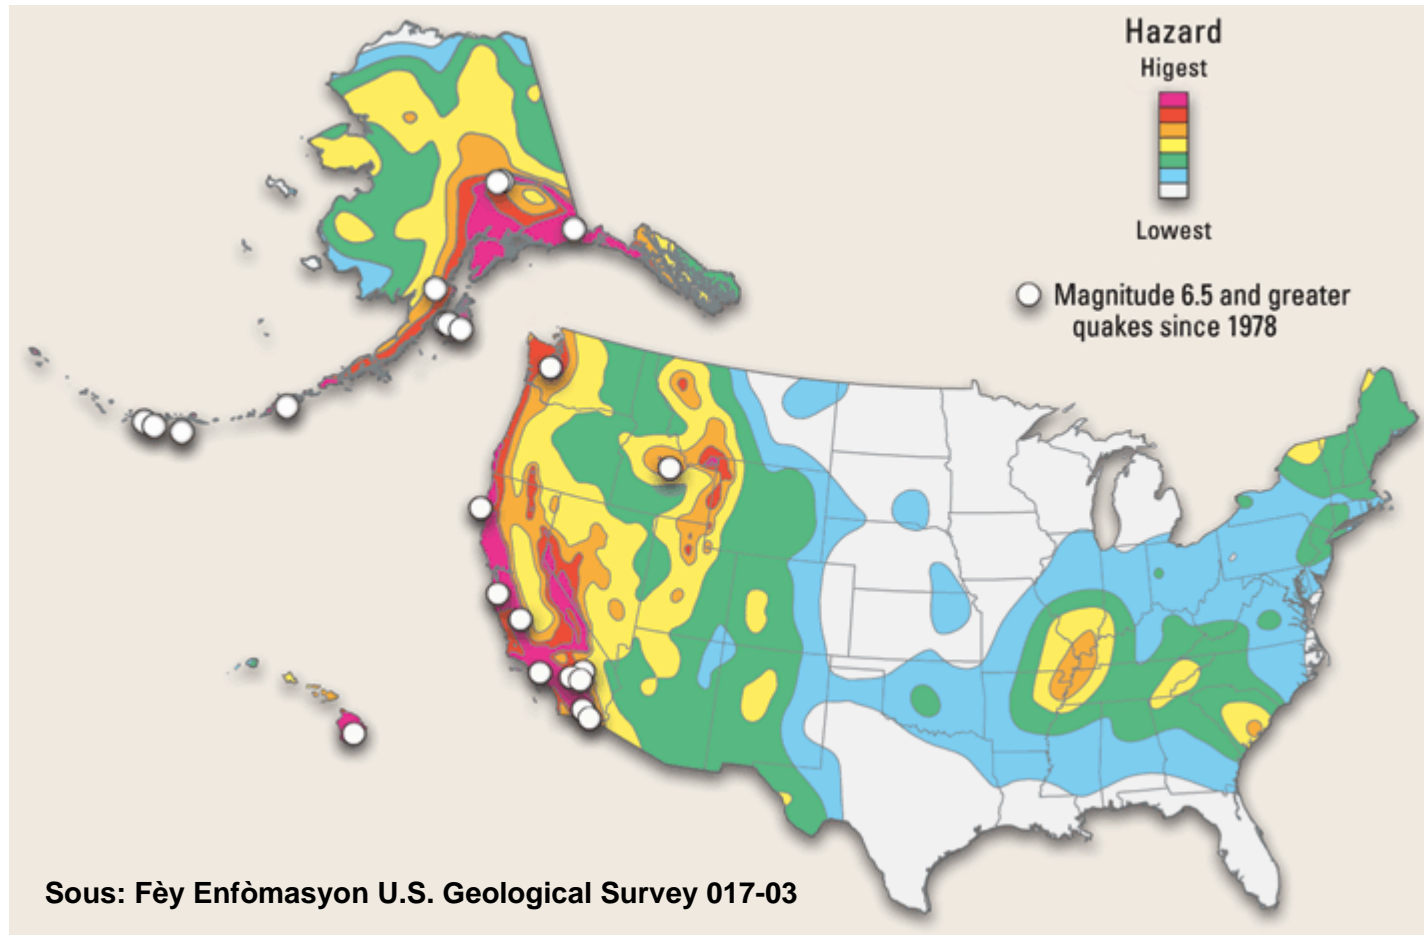 Hazard
Higest
Lowest
Magnitude 6.5 and greater
quakes since 1978
Sous: Fèy Enfòmasyon U.S. Geological Survey 017-03